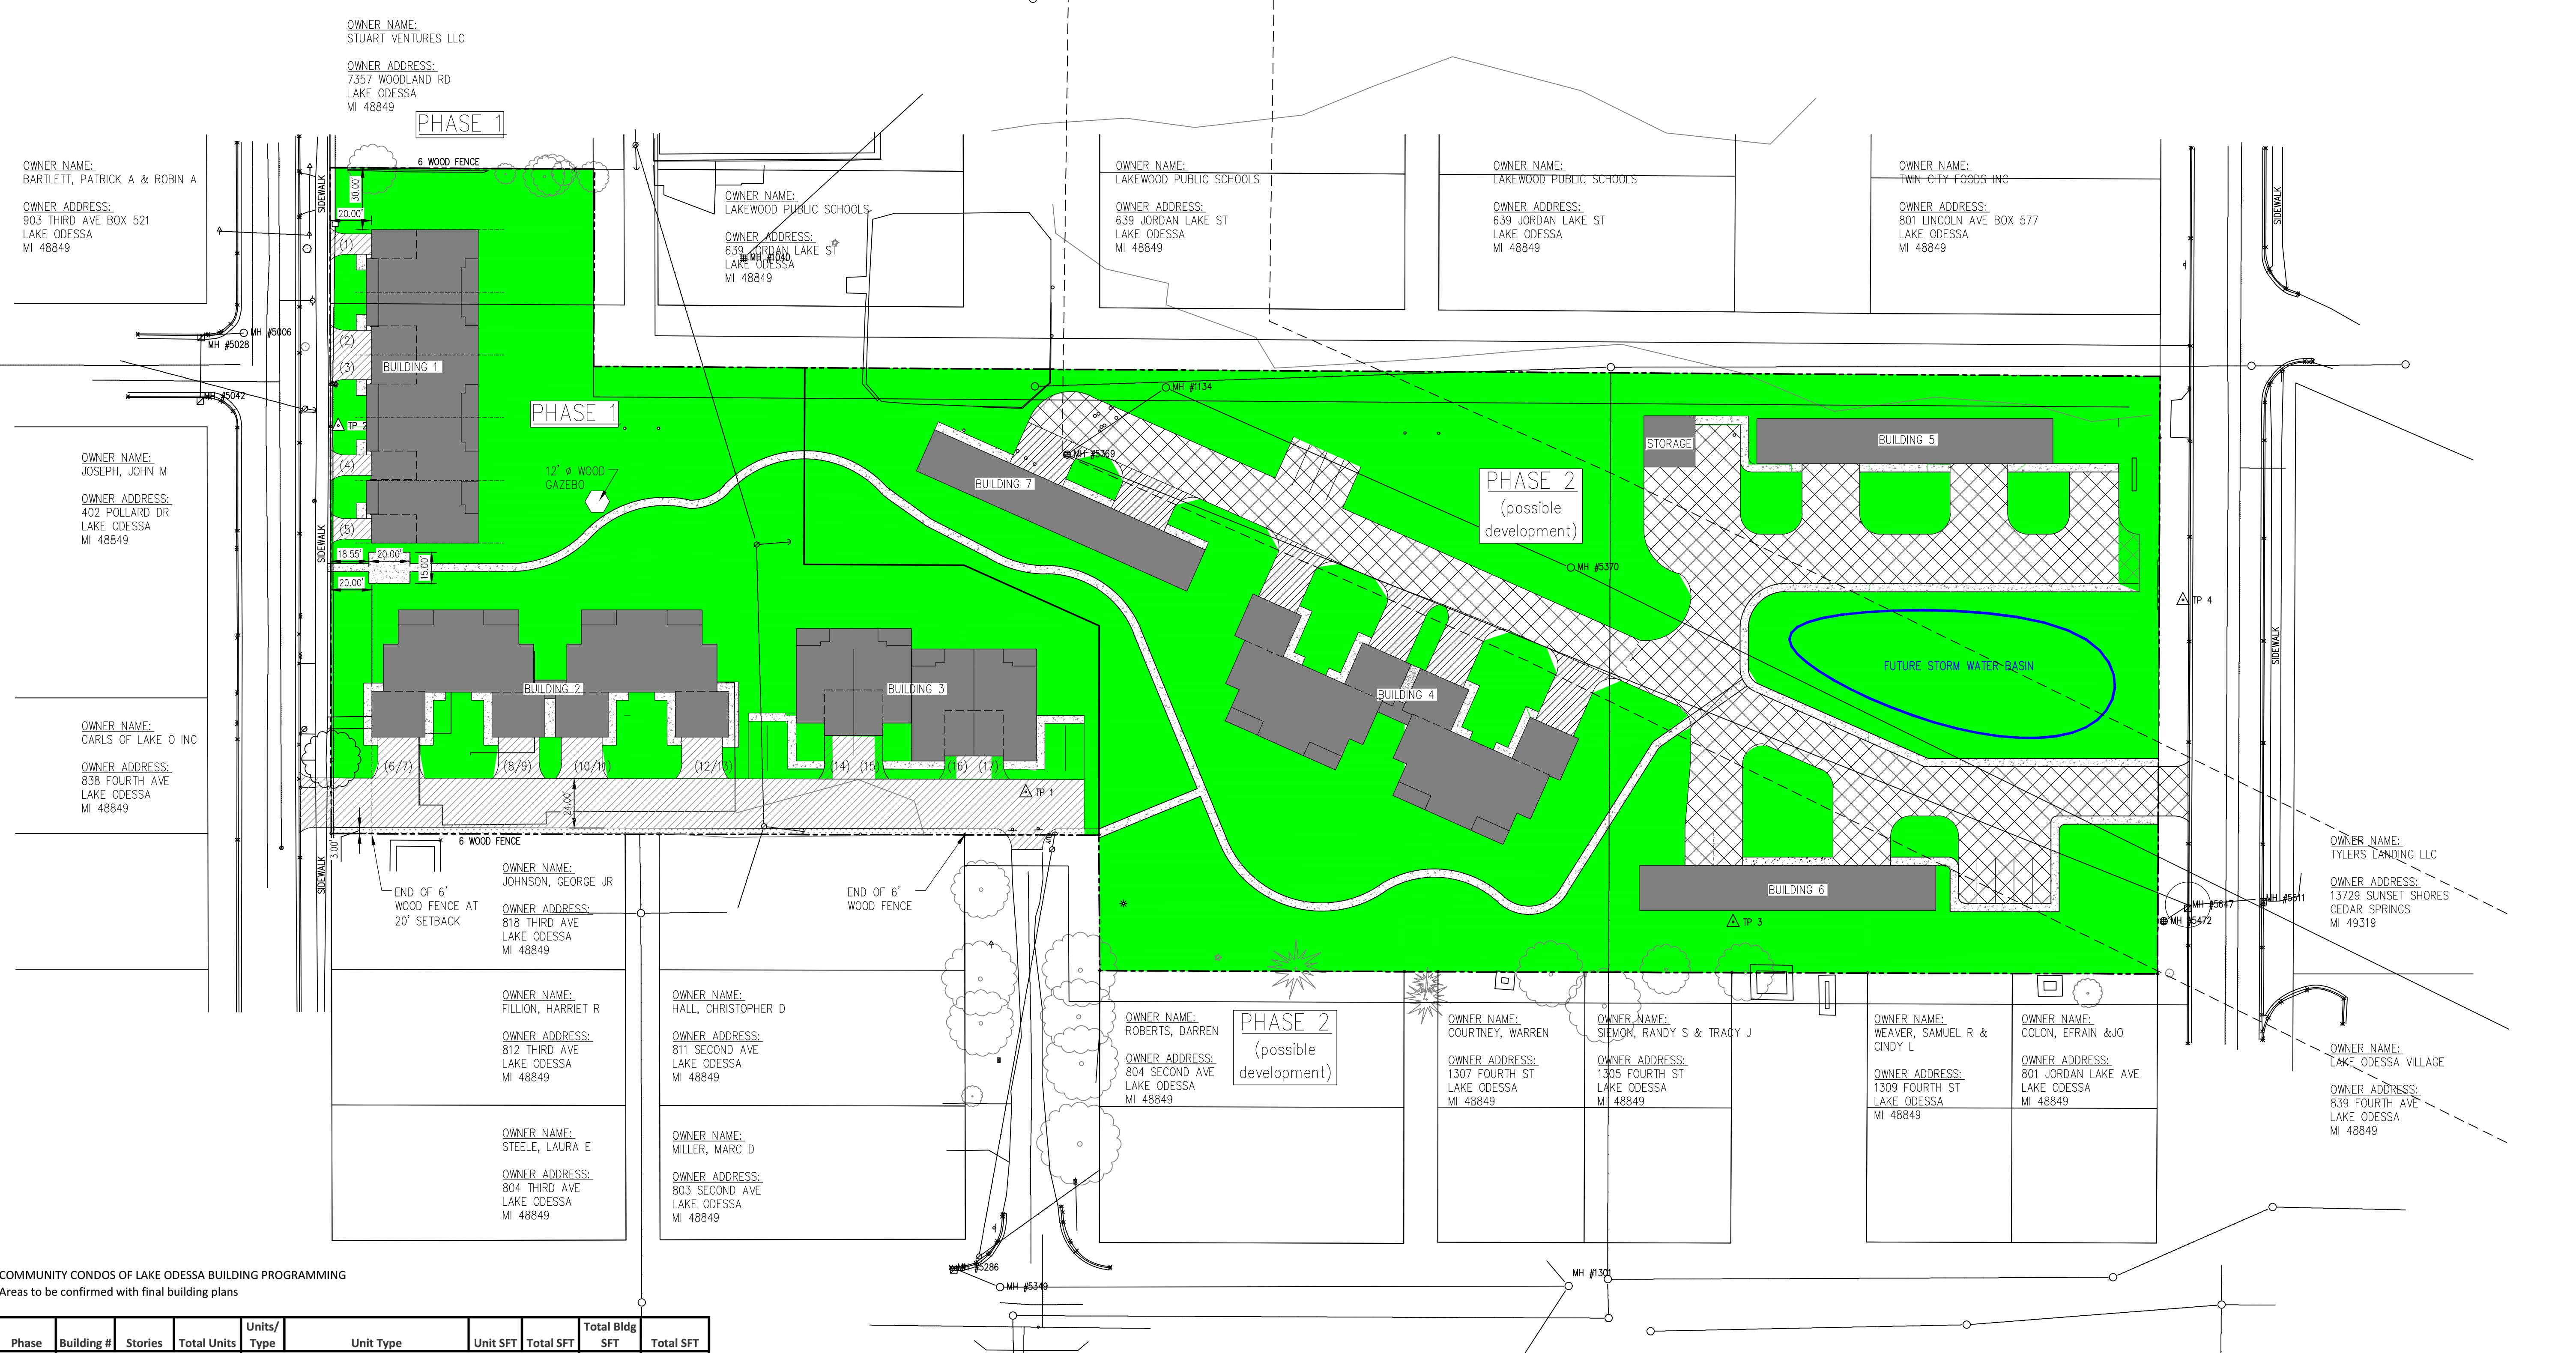 OWNER NAME:
STUART VENTURES LLC
OWNER ADDRESS:
7357 WOODLAND RD
LAKE ODESSA
MI 48849
PHASE 1
6 WOOD FENCE
OWNER NAME:
BARTLETT, PATRICK A & ROBIN A
OWNER ADDRESS:
903 THIRD AVE BOX 521
LAKE ODESSA
MI 48849
SIDEWALK
30.00'
20.00'
OWNER NAME:
LAKEWOOD PUBLIC SCHOOLS
OWNER ADDRESS:
639 JORDAN LAKE ST
LAKE ODESSA
MI 48849
MH #1040
OWNER NAME:
LAKEWOOD PUBLIC SCHOOLS
OWNER ADDRESS:
639 JORDAN LAKE ST
LAKE ODESSA
MI 48849
OWNER NAME:
LAKEWOOD PUBLIC SCHOOLS
OWNER ADDRESS:
639 JORDAN LAKE ST
LAKE ODESSA
MI 48849
OWNER NAME:
TWIN CITY FOODS INC
OWNER ADDRESS:
801 LINCOLN AVE BOX 577
LAKE ODESSA
MI 48849
SIDEWALK
(1)
(2)
(3)
(4)
(5)
BUILDING 1
MH #5006
MH #5028
MH #5042
TP 2
PHASE 1
12' ø WOOD
GAZEBO
MH #1134
MH #5369
BUILDING 7
PHASE 2
(possible
development)
STORAGE
BUILDING 5
MH #5370
TP 4
OWNER NAME:
JOSEPH, JOHN M
OWNER ADDRESS:
402 POLLARD DR
LAKE ODESSA
MI 48849
SIDEWALK
18.55'
20.00'
15.00'
20.00'
BUILDING 2
BUILDING 3
BUILDING 4
FUTURE STORM WATER BASIN
SIDEWALK
OWNER NAME:
CARLS OF LAKE O INC
OWNER ADDRESS:
838 FOURTH AVE
LAKE ODESSA
MI 48849
(6/7)
(8/9)
(10/11)
(12/13)
(14)
(15)
(16)
(17)
24.00'
TP 1
3.00'
6 WOOD FENCE
SIDEWALK
END OF 6'
WOOD FENCE AT
20' SETBACK
OWNER NAME:
JOHNSON, GEORGE JR
OWNER ADDRESS:
818 THIRD AVE
LAKE ODESSA
MI 48849
END OF 6'
WOOD FENCE
BUILDING 6
TP 3
MH #5647
MH #5511
MH #5472
OWNER NAME:
TYLERS LANDING LLC
OWNER ADDRESS:
13729 SUNSET SHORES
CEDAR SPRINGS
MI 49319
OWNER NAME:
FILLION, HARRIET R
OWNER ADDRESS:
812 THIRD AVE
LAKE ODESSA
MI 48849
OWNER NAME:
HALL, CHRISTOPHER D
OWNER ADDRESS:
811 SECOND AVE
LAKE ODESSA
MI 48849
OWNER NAME:
ROBERTS, DARREN
OWNER ADDRESS:
804 SECOND AVE
LAKE ODESSA
MI 48849
PHASE 2
(possible
development)
OWNER NAME:
COURTNEY, WARREN
OWNER ADDRESS:
1307 FOURTH ST
LAKE ODESSA
MI 48849
OWNER NAME:
SIEMON, RANDY S & TRACY J
OWNER ADDRESS:
1305 FOURTH ST
LAKE ODESSA
MI 48849
OWNER NAME:
WEAVER, SAMUEL R &
CINDY L
OWNER ADDRESS:
1309 FOURTH ST
LAKE ODESSA
MI 48849
OWNER NAME:
COLON, EFRAIN &JO
OWNER ADDRESS:
801 JORDAN LAKE AVE
LAKE ODESSA
MI 48849
OWNER NAME:
LAKE ODESSA VILLAGE
OWNER ADDRESS:
839 FOURTH AVE
LAKE ODESSA
MI 48849
OWNER NAME:
STEELE, LAURA E
OWNER ADDRESS:
804 THIRD AVE
LAKE ODESSA
MI 48849
OWNER NAME:
MILLER, MARC D
OWNER ADDRESS:
803 SECOND AVE
LAKE ODESSA
MI 48849
MH #5286
MH #5349
MH #1301
COMMUNITY CONDOS OF LAKE ODESSA BUILDING PROGRAMMING
Areas to be confirmed with final building plans
Phase Building # Stories Total Units Units/ Type Unit Type Unit SFT Total SFT Total Bldg SFT Total SFT